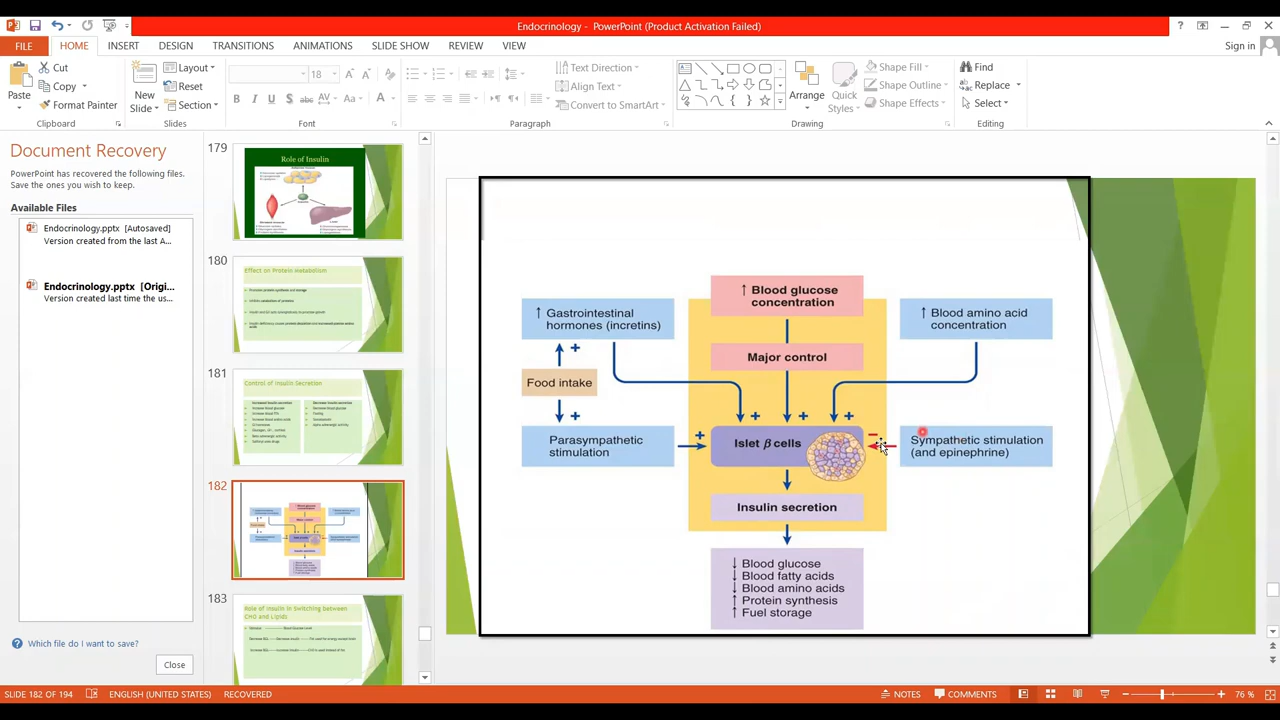 Endocrinology - PowerPoint (Product Activation Failed)
FILE
HOME
INSERT
DESIGN
TRANSITIONS
ANIMATIONS
SLIDE SHOW
REVIEW
VIEW
Sign in
Paste
Cut
Copy
Format Painter
Clipboard
New
Slide
Layout
Reset
Section
Slides
18
Font
Text Direction
Align Text
Convert to SmartArt
Paragraph
Arrange
Quick
Styles
Shape Fill
Shape Outline
Shape Effects
Drawing
Find
Replace
Select
Editing
Document Recovery
PowerPoint has recovered the following files.
Save the ones you wish to keep.
Available Files
Endocrinology.pptx [Autosaved]
Version created from the last A...
Endocrinology.pptx [Origi...
Version created last time the us...
Which file do I want to save?
Close
179
Role of Insulin
180
Effect on Protein Metabolism
181
Control of Insulin Secretion
182
183
Role of Insulin in Switching between
CHO and Lipids
↑ Blood glucose
concentration
↑ Gastrointestinal
hormones (incretins)
↑ Blood amino acid
concentration
Major control
+
Food intake
+
+
+
+
Parasympathetic
stimulation
+
Islet β cells
–
Sympathetic stimulation
(and epinephrine)
Insulin secretion
Blood glucose
↓ Blood fatty acids
↓ Blood amino acids
↑ Protein synthesis
↑ Fuel storage
SLIDE 182 OF 194
ENGLISH (UNITED STATES)
RECOVERED
NOTES
COMMENTS
76 %